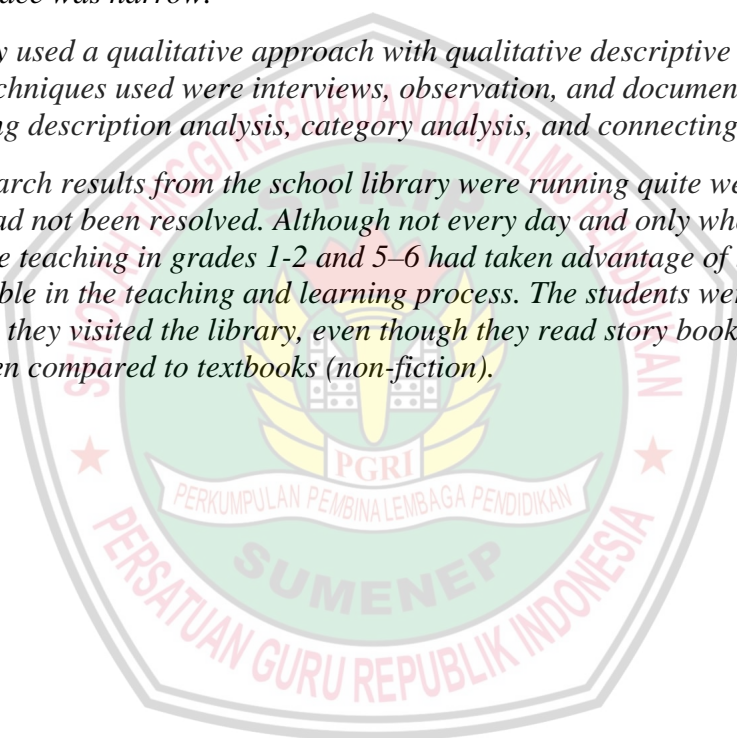 ace was narrow.
y used a qualitative approach with qualitative descriptive
chniques used were interviews, observation, and documen
ng description analysis, category analysis, and connecting
arch results from the school library were running quite we
ad not been resolved. Although not every day and only wh
e teaching in grades 1-2 and 5–6 had taken advantage of
ble in the teaching and learning process. The students wer
they visited the library, even though they read story book
en compared to textbooks (non-fiction).
SEKOLAH TINGGI KEGURUAN DAN ILMU PENDIDIKAN
STKIP
PGRI
PERKUMPULAN PEMBINA LEMBAGA PENDIDIKAN
SUMENEP
PERSATUAN GURU REPUBLIK INDONESIA